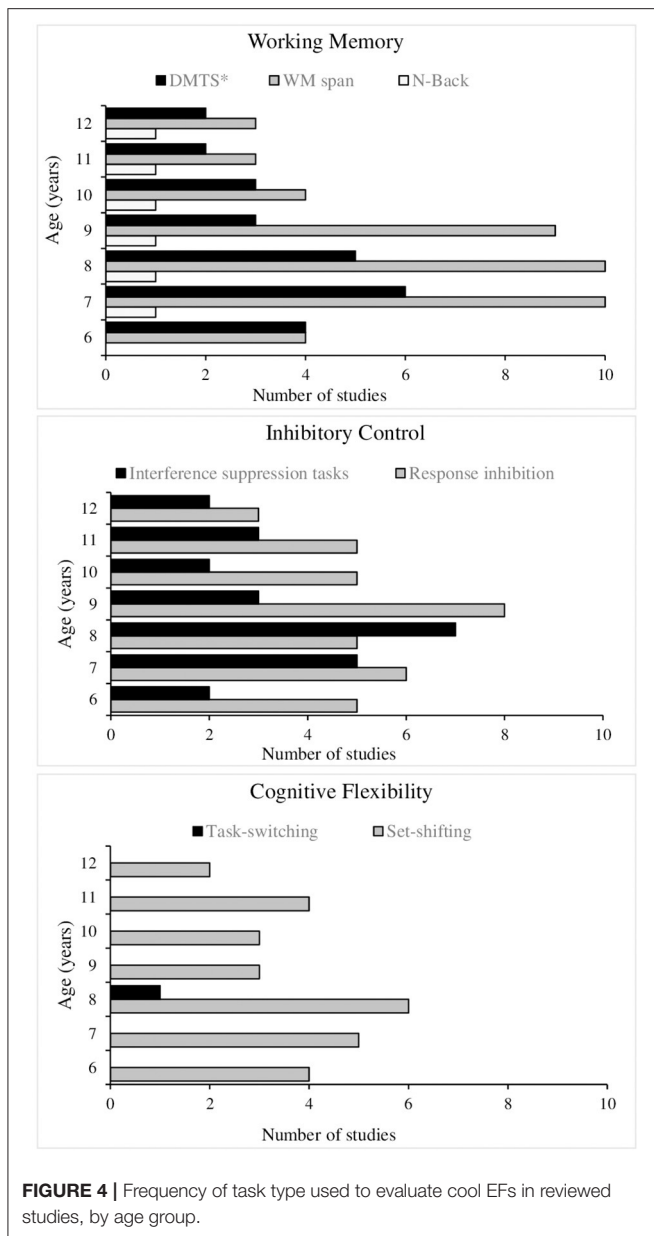 Working Memory
DMTS* WM span N-Back
Age (years)
12
11
10
9
8
7
6
0 2 4 6 8 10
Number of studies
Inhibitory Control
Interference suppression tasks Response inhibition
Age (years)
12
11
10
9
8
7
6
0 2 4 6 8 10
Number of studies
Cognitive Flexibility
Task-switching Set-shifting
Age (years)
12
11
10
9
8
7
6
0 2 4 6 8 10
Number of studies
FIGURE 4 | Frequency of task type used to evaluate cool EFs in reviewed
studies, by age group.